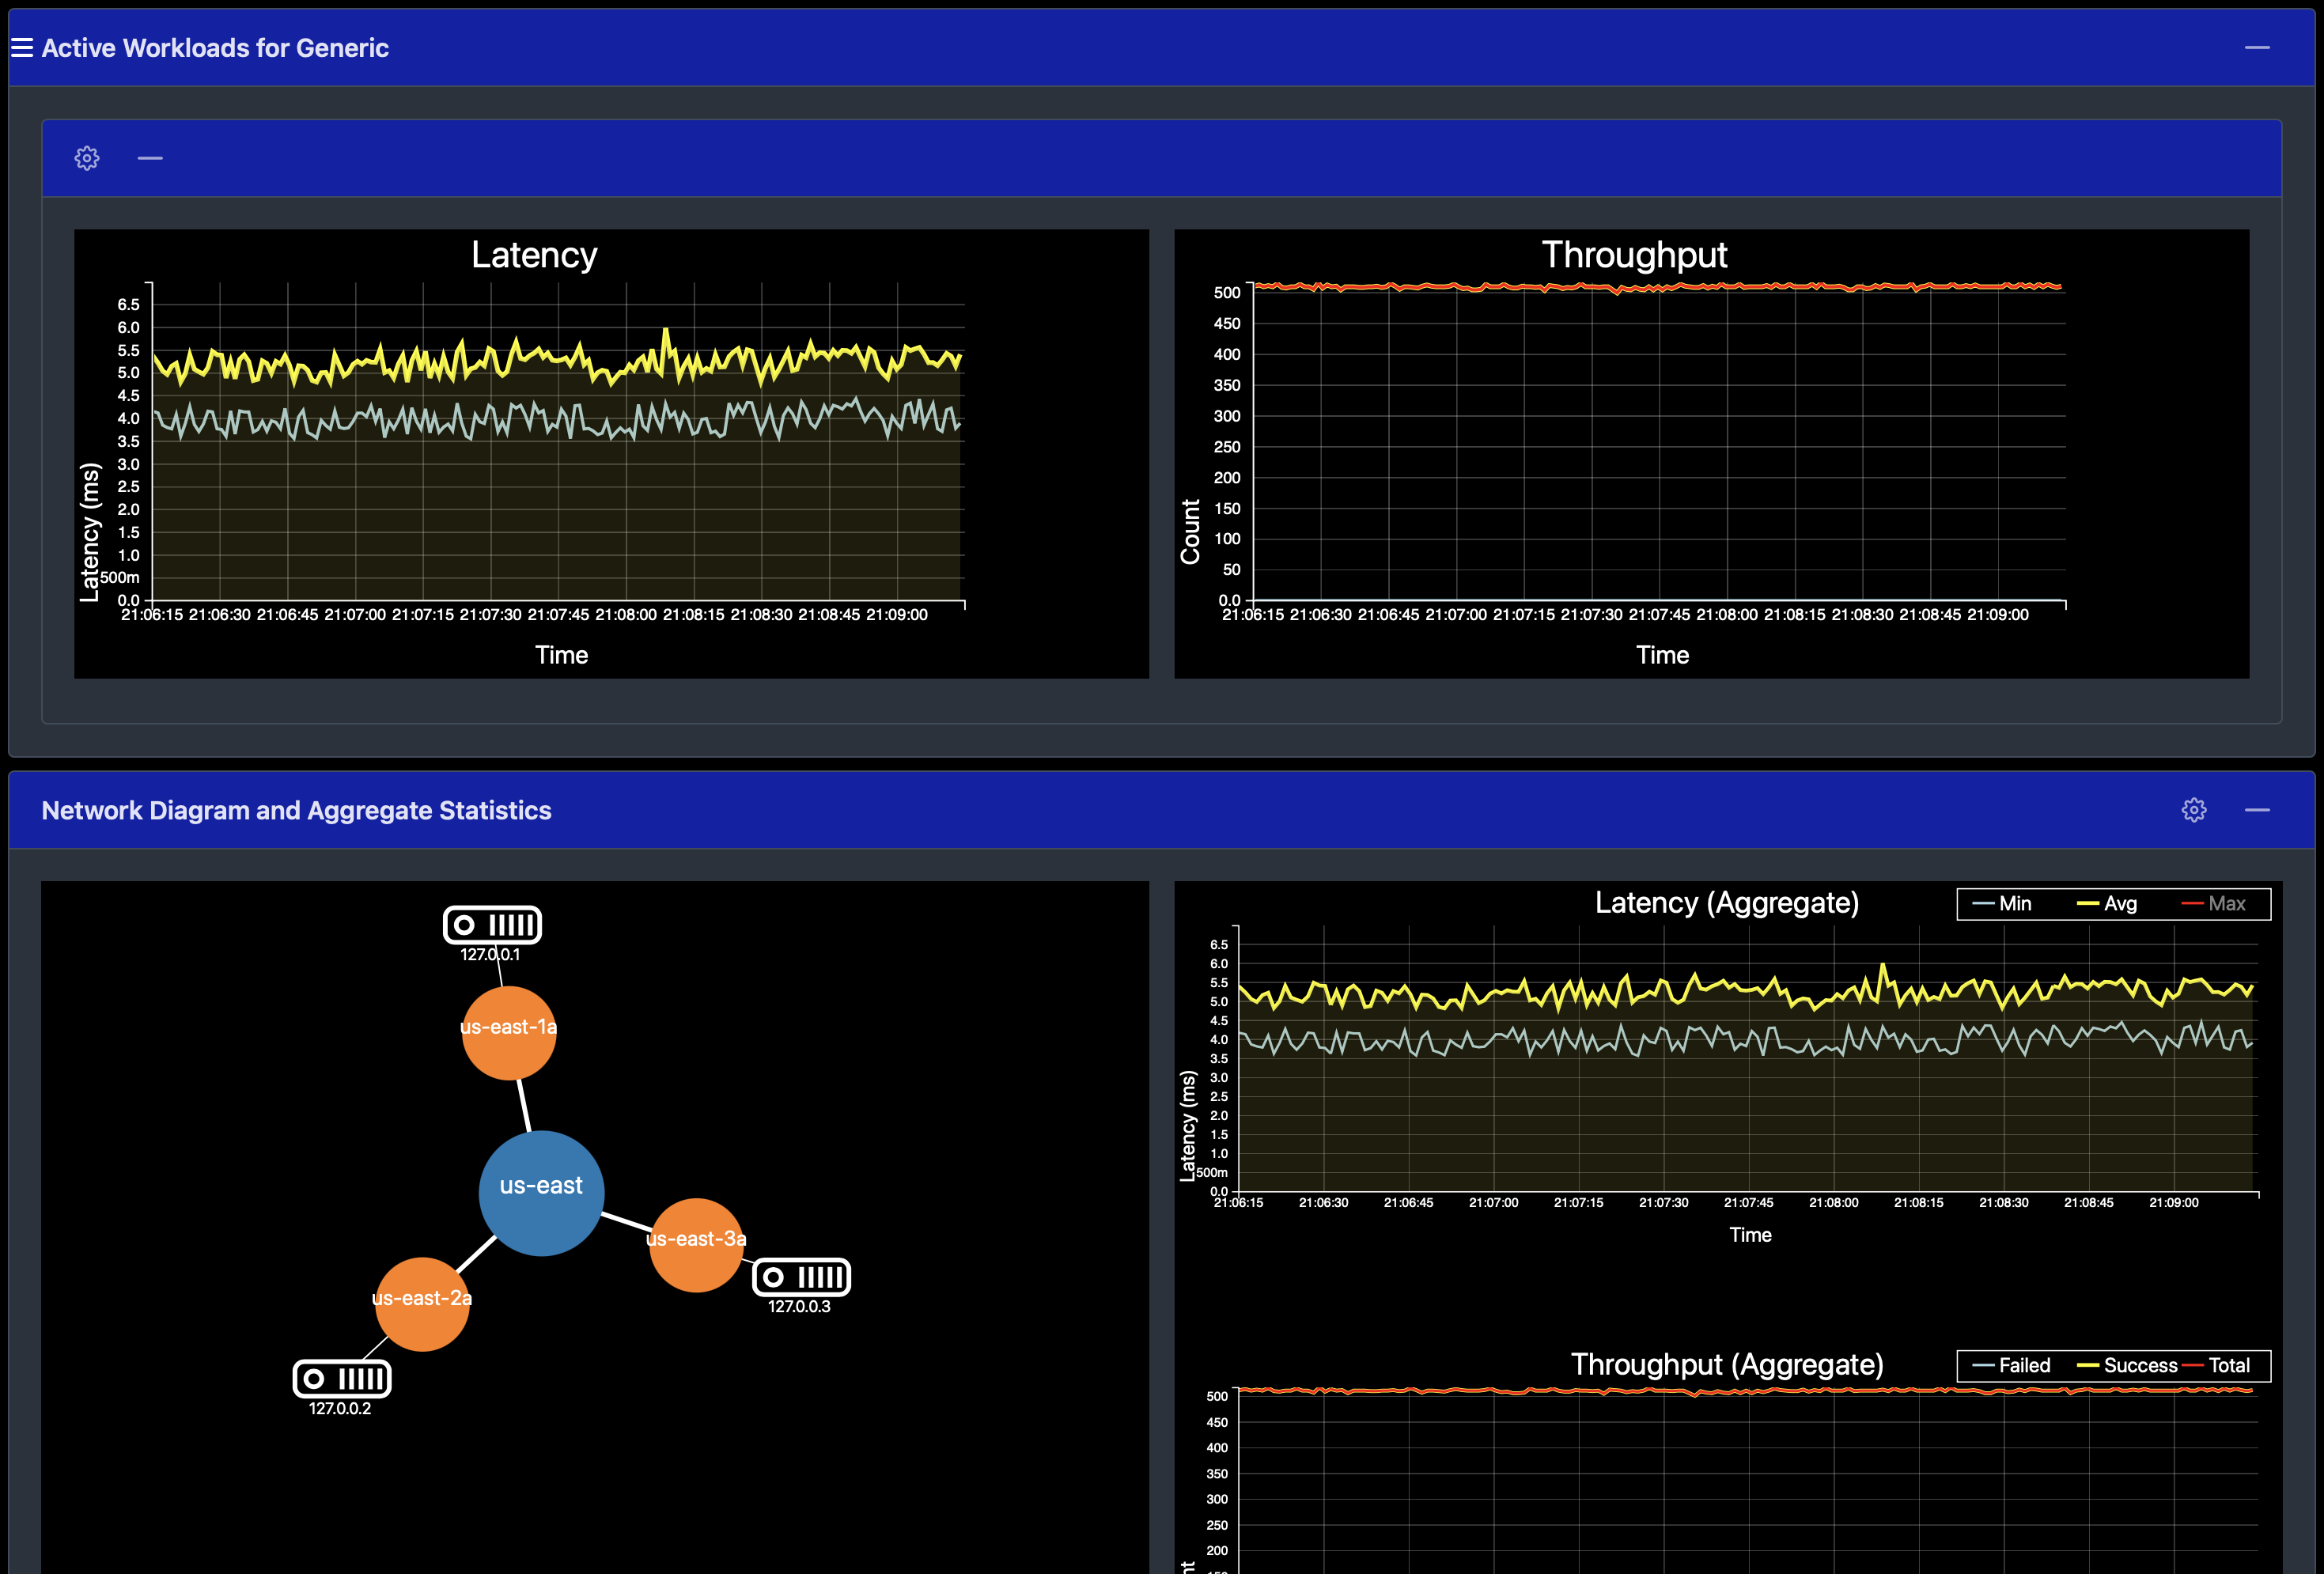 Active Workloads for Generic
Latency
6.5
6.0
5.5
5.0
4.5
4.0
3.5
3.0
2.5
2.0
1.5
1.0
500m
0.0
Latency (ms)
21:06:15 21:06:30 21:06:45 21:07:00 21:07:15 21:07:30 21:07:45 21:08:00 21:08:15 21:08:30 21:08:45 21:09:00
Time
Throughput
500
450
400
350
300
250
200
150
100
50
0.0
Count
21:06:15 21:06:30 21:06:45 21:07:00 21:07:15 21:07:30 21:07:45 21:08:00 21:08:15 21:08:30 21:08:45 21:09:00
Time
Network Diagram and Aggregate Statistics
127.0.0.1
us-east-1a
us-east
us-east-3a
127.0.0.3
us-east-2a
127.0.0.2
Latency (Aggregate)
Min Avg Max
6.5
6.0
5.5
5.0
4.5
4.0
3.5
3.0
2.5
2.0
1.5
1.0
500m
0.0
Latency (ms)
21:06:15 21:06:30 21:06:45 21:07:00 21:07:15 21:07:30 21:07:45 21:08:00 21:08:15 21:08:30 21:08:45 21:09:00
Time
Throughput (Aggregate)
Failed Success Total
500
450
400
350
300
250
200